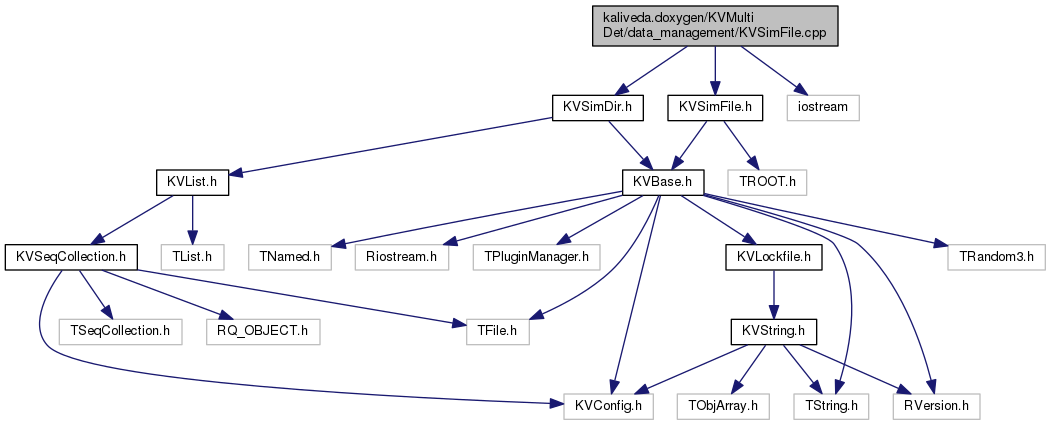 kaliveda.doxygen/KVMulti
Det/data_management/KVSimFile.cpp
KVSimDir.h
KVSimFile.h
iostream
KVList.h
KVBase.h
TROOT.h
KVSeqCollection.h
TList.h
TNamed.h
Riostream.h
TPluginManager.h
KVLockfile.h
TRandom3.h
TSeqCollection.h
RQ_OBJECT.h
TFile.h
KVString.h
KVConfig.h
TObjArray.h
TString.h
RVersion.h